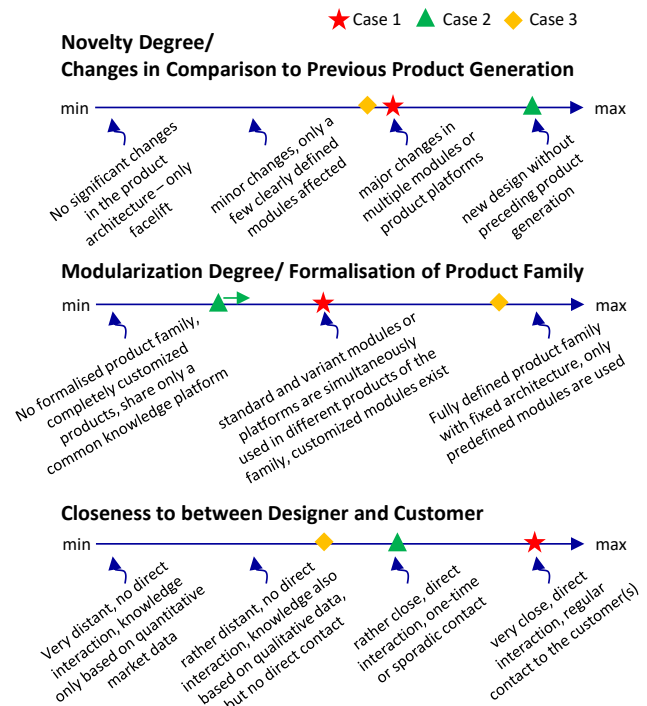 Case 1 Case 2 Case 3
Novelty Degree/
Changes in Comparison to Previous Product Generation
min max
No significant changes
in the product
architecture – only
facelift
minor changes, only a
few clearly defined
modules affected
major changes in
multiple modules or
product platforms
new design without
preceding product
generation
Modularization Degree/ Formalisation of Product Family
min max
No formalised product family,
completely customized
products, share only a
common knowledge platform
standard and variant modules or
platforms are simultaneously
used in different products of the
family, customized modules exist
Fully defined product family
with fixed architecture, only
predefined modules are used
Closeness to between Designer and Customer
min max
Very distant, no direct
interaction, knowledge
only based on quantitative
market data
rather distant, no direct
interaction, knowledge also
based on qualitative data,
but no direct contact
rather close, direct
interaction, one-time
or sporadic contact
very close, direct
interaction, regular
contact to the customer(s)